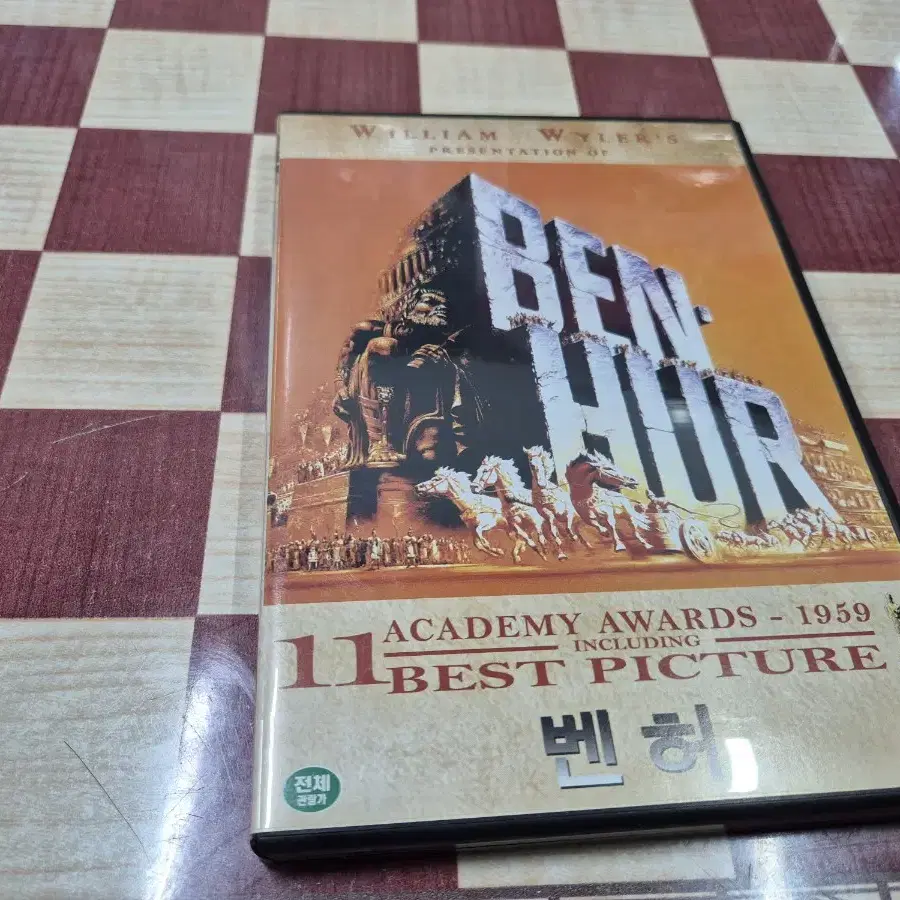 WILLIAM WYLER'S
PRESENTATION OF
BEN-
HUR
11 ACADEMY AWARDS - 1959
INCLUDING
BEST PICTURE
벤허
전체
관람가